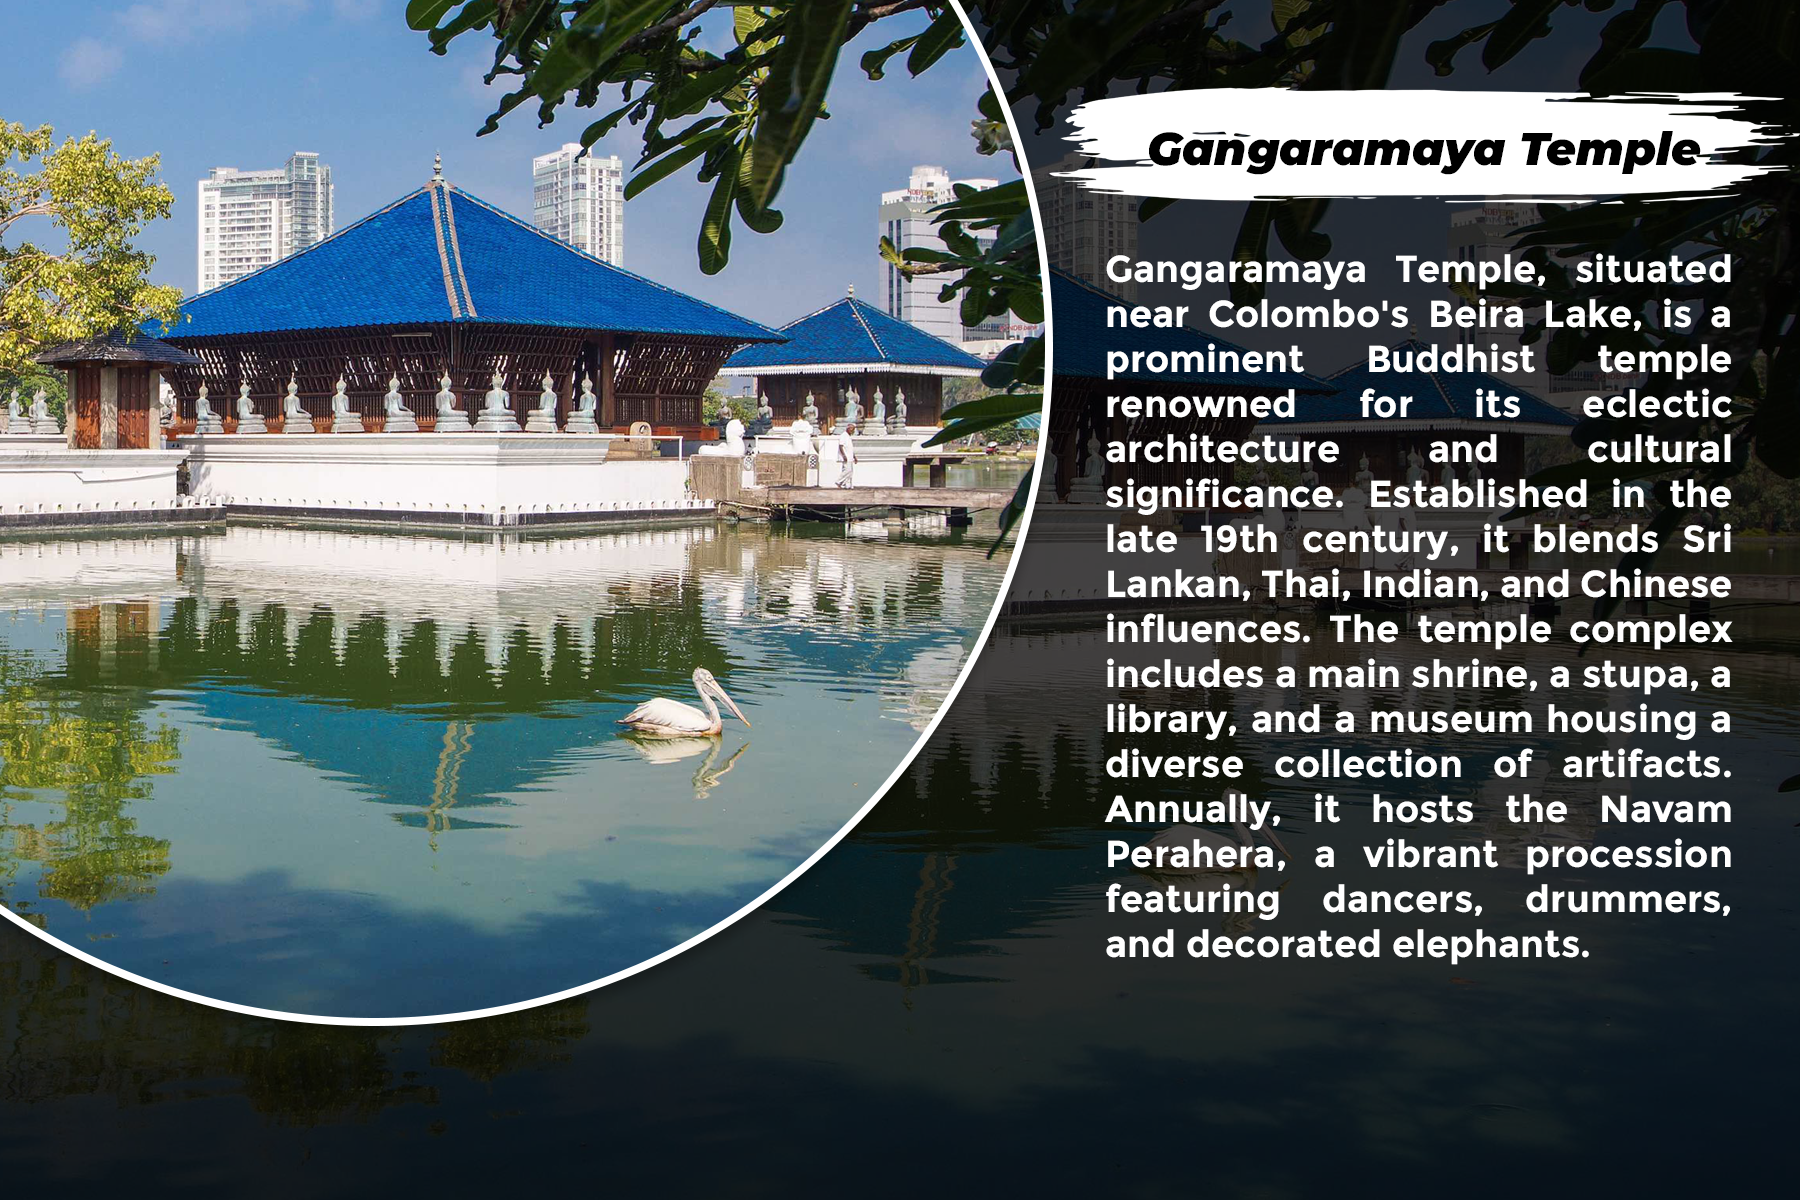 Gangaramaya Temple
Gangaramaya Temple, situated
near Colombo's Beira Lake, is a
prominent Buddhist temple
renowned for its eclectic
architecture and cultural
significance. Established in the
late 19th century, it blends Sri
Lankan, Thai, Indian, and Chinese
influences. The temple complex
includes a main shrine, a stupa, a
library, and a museum housing a
diverse collection of artifacts.
Annually, it hosts the Navam
Perahera, a vibrant procession
featuring dancers, drummers,
and decorated elephants.